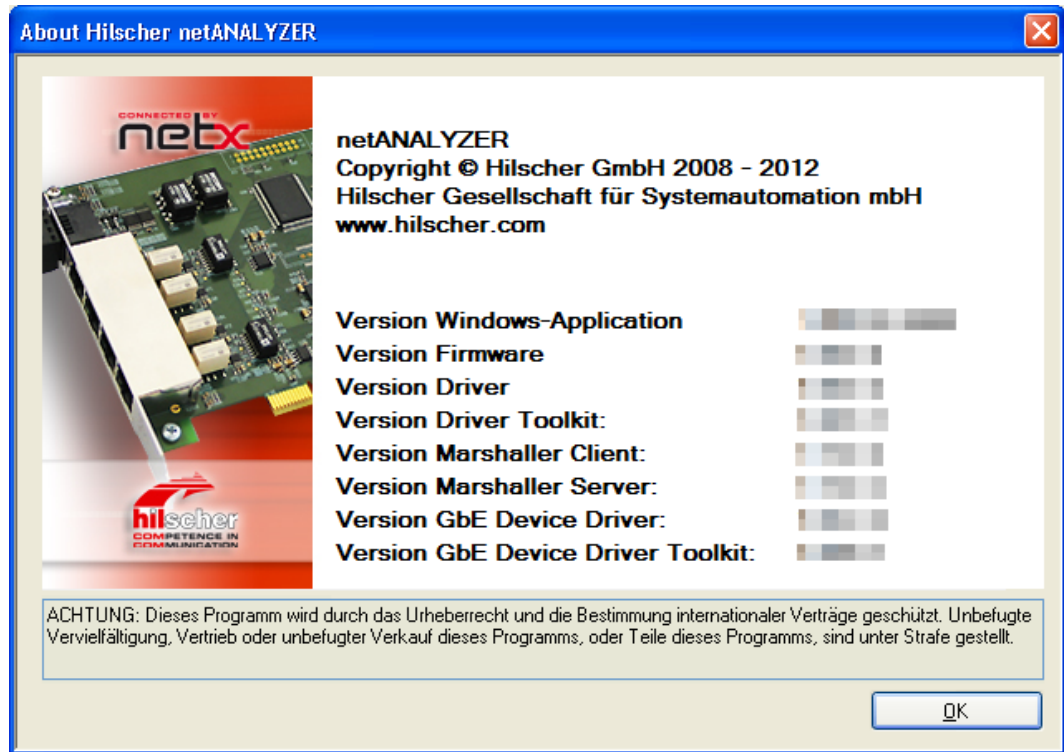 About Hilscher netANALYZER
CONNECTED BY
netx
netANALYZER
Copyright © Hilscher GmbH 2008 - 2012
Hilscher Gesellschaft für Systemautomation mbH
www.hilscher.com
Version Windows-Application
Version Firmware
Version Driver
Version Driver Toolkit:
Version Marshaller Client:
Version Marshaller Server:
Version GbE Device Driver:
Version GbE Device Driver Toolkit:
hilscher
COMPETENCE IN
COMMUNICATION
ACHTUNG: Dieses Programm wird durch das Urheberrecht und die Bestimmung internationaler Verträge geschützt. Unbefugte
Vervielfältigung, Vertrieb oder unbefugter Verkauf dieses Programms, oder Teile dieses Programms, sind unter Strafe gestellt.
OK